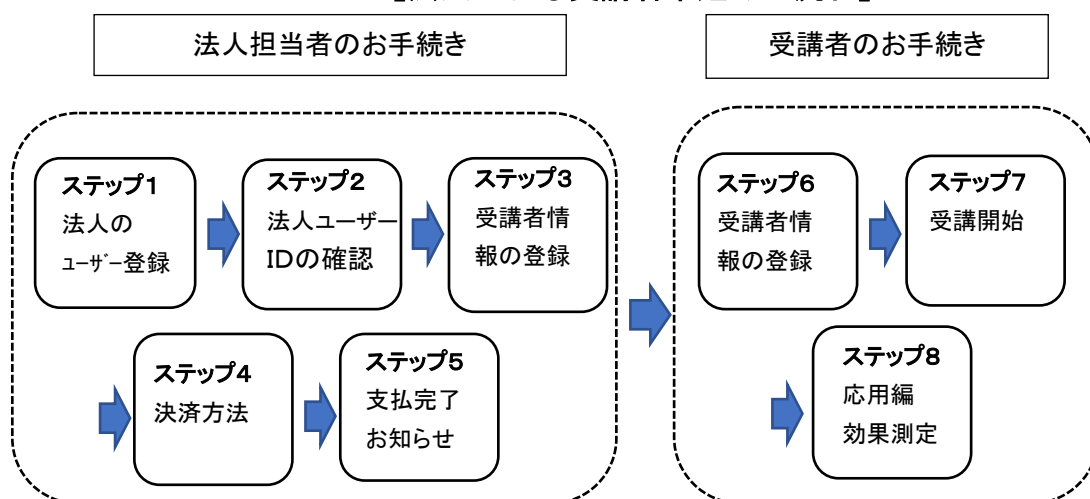 法人担当者のお手続き
受講者のお手続き
ステップ1
法人の
ユーザー登録
ステップ2
法人ユーザー
IDの確認
ステップ3
受講者情
報の登録
ステップ4
決済方法
ステップ5
支払完了
お知らせ
ステップ6
受講者情
報の登録
ステップ7
受講開始
ステップ8
応用編
効果測定